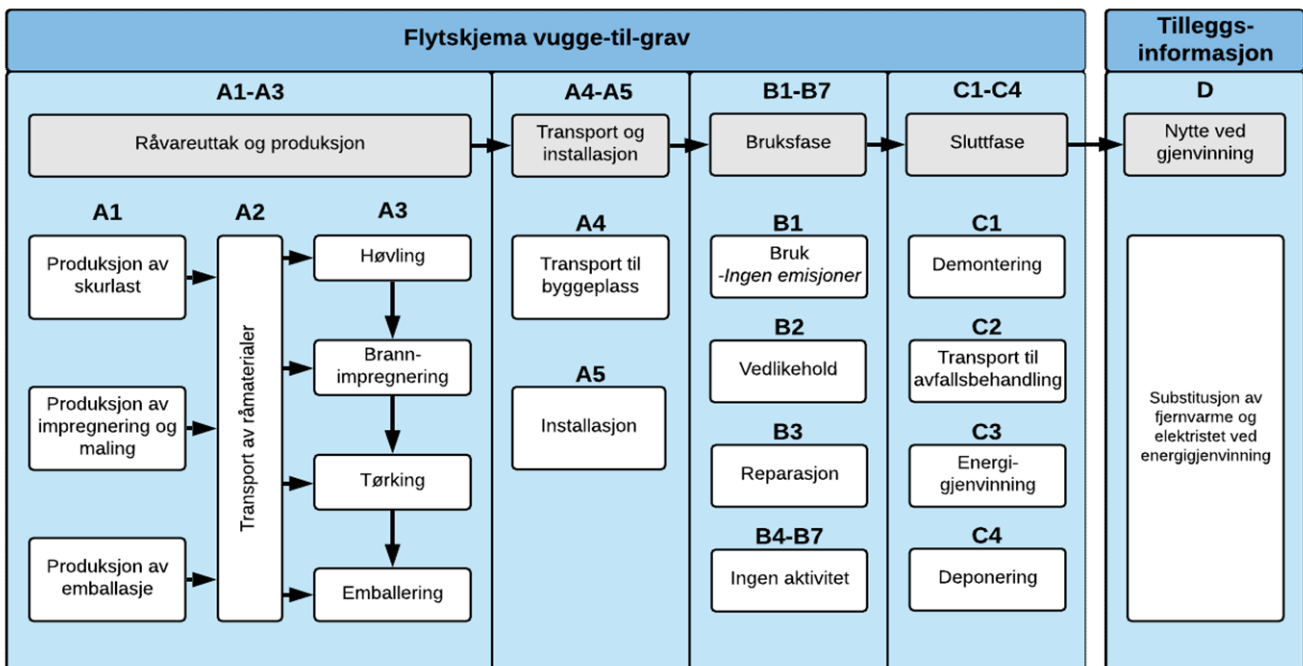 Flytskjema vugge-til-grav
Tilleggs-
informasjon
A1-A3
A4-A5
B1-B7
C1-C4
D
Råvareuttak og produksjon
Transport og
installasjon
Bruksfase
Sluttfase
Nytte ved
gjenvinning
A1
Produksjon av
skurlast
Produksjon av
impregnering og
maling
Produksjon av
emballasje
A2
Transport av råmaterialer
A3
Høvling
Brann-
impregnering
Tørking
Emballering
A4
Transport til
byggeplass
A5
Installasjon
B1
Bruk
-Ingen emisjoner
B2
Vedlikehold
B3
Reparasjon
B4-B7
Ingen aktivitet
C1
Demontering
C2
Transport til
avfallsbehandling
C3
Energi-
gjenvinning
C4
Deponering
Substitusjon av
fjernvarme og
elektristet ved
energigjenvinning